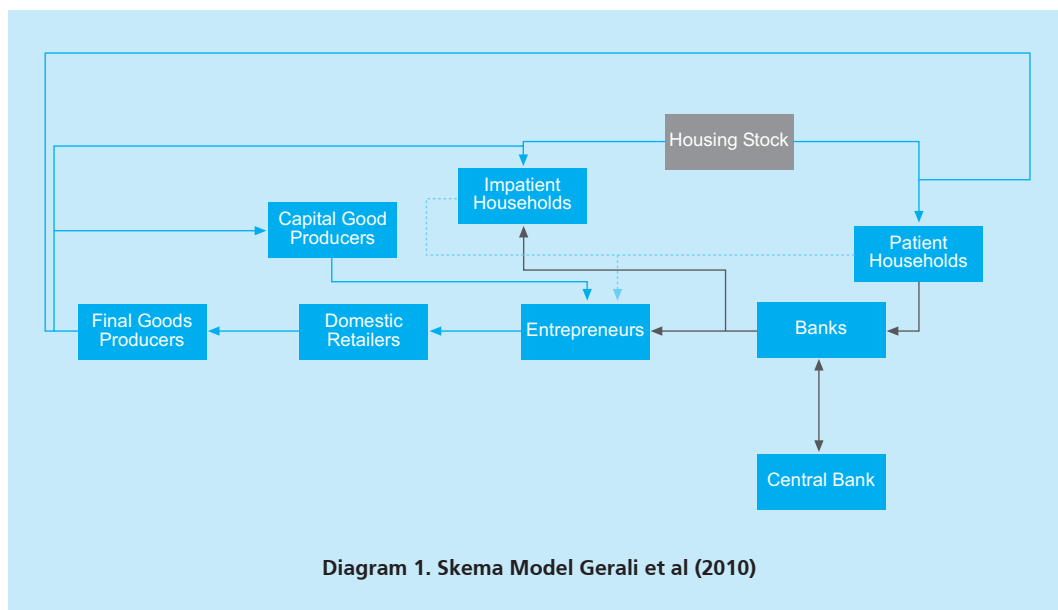 Housing Stock
Impatient
Households
Capital Good
Producers
Patient
Households
Final Goods
Producers
Domestic
Retailers
Entrepreneurs
Banks
Central Bank
Diagram 1. Skema Model Gerali et al (2010)